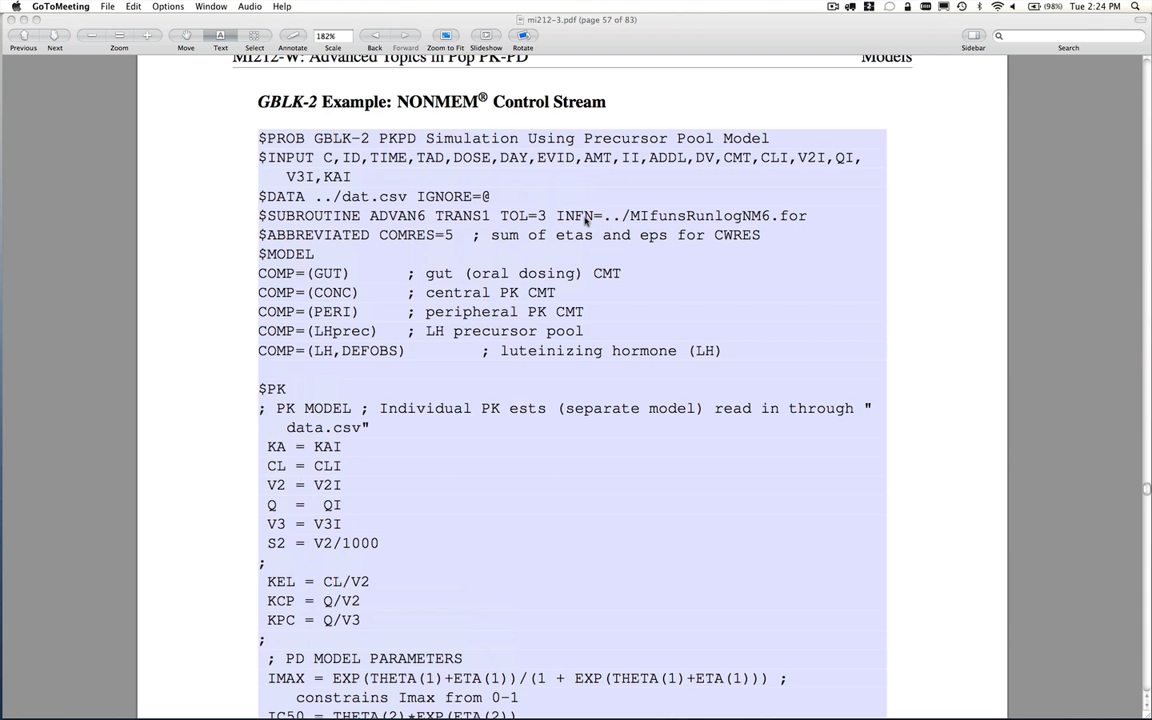 GoToMeeting File Edit Options Window Audio Help (98%) Tue 2:24 PM
mi212-3.pdf (page 57 of 83)
182%
Previous Next Zoom Move Text Select Annotate Scale Back Forward Zoom to Fit Slideshow Rotate Sidebar Search
MI212-W: Advanced Topics in Pop PK-PD Models
GBLK-2 Example: NONMEM® Control Stream
$PROB GBLK-2 PKPD Simulation Using Precursor Pool Model
$INPUT C,ID,TIME,TAD,DOSE,DAY,EVID,AMT,II,ADDL,DV,CMT,CLI,V2I,QI,
V3I,KAI
$DATA ../dat.csv IGNORE=@
$SUBROUTINE ADVAN6 TRANS1 TOL=3 INFN=../MIfunsRunlogNM6.for
$ABBREVIATED COMRES=5 ; sum of etas and eps for CWRES
$MODEL
COMP=(GUT) ; gut (oral dosing) CMT
COMP=(CONC) ; central PK CMT
COMP=(PERI) ; peripheral PK CMT
COMP=(LHprec) ; LH precursor pool
COMP=(LH,DEFOBS) ; luteinizing hormone (LH)
$PK
; PK MODEL ; Individual PK ests (separate model) read in through "
data.csv"
KA = KAI
CL = CLI
V2 = V2I
Q = QI
V3 = V3I
S2 = V2/1000
;
KEL = CL/V2
KCP = Q/V2
KPC = Q/V3
;
; PD MODEL PARAMETERS
IMAX = EXP(THETA(1)+ETA(1))/(1 + EXP(THETA(1)+ETA(1))) ;
constrains Imax from 0-1
IC50 = THETA(2)*EXP(ETA(2))